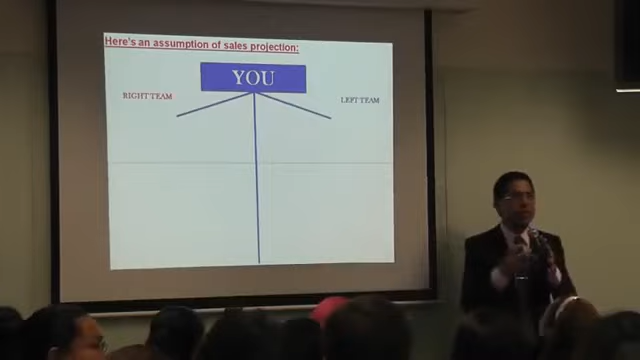 Here's an assumption of sales projection:
YOU
RIGHT TEAM
LEFT TEAM